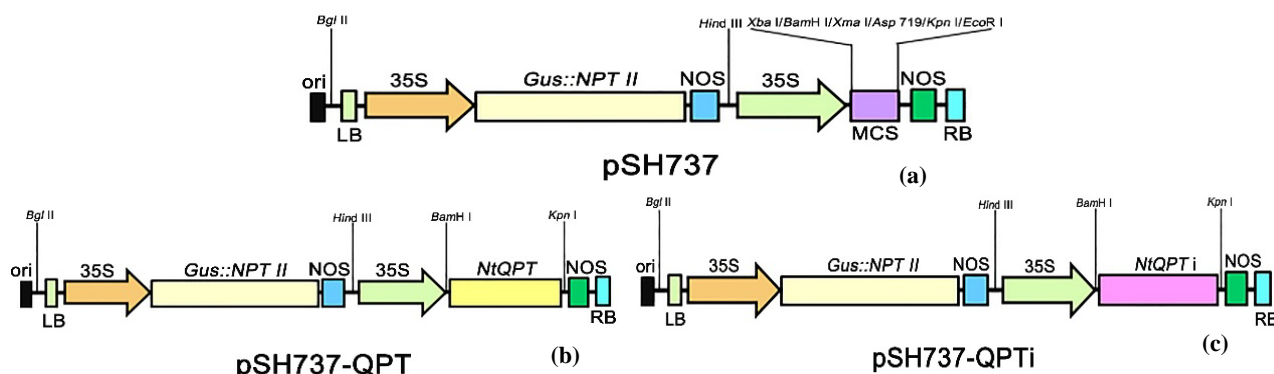 Bgl II
Hind III Xba I/BamH I/Xma I/Asp 719/Kpn I/EcoR I
ori
35S
Gus::NPT II
NOS
35S
NOS
LB
MCS
RB
pSH737
(a)
Bgl II
Hind III
BamH I
Kpn I
ori
35S
Gus::NPT II
NOS
35S
NtQPT
NOS
LB
RB
pSH737-QPT
(b)
Bgl II
Hind III
BamH I
Kpn I
ori
35S
Gus::NPT II
NOS
35S
NtQPT i
NOS
LB
RB
pSH737-QPTi
(c)